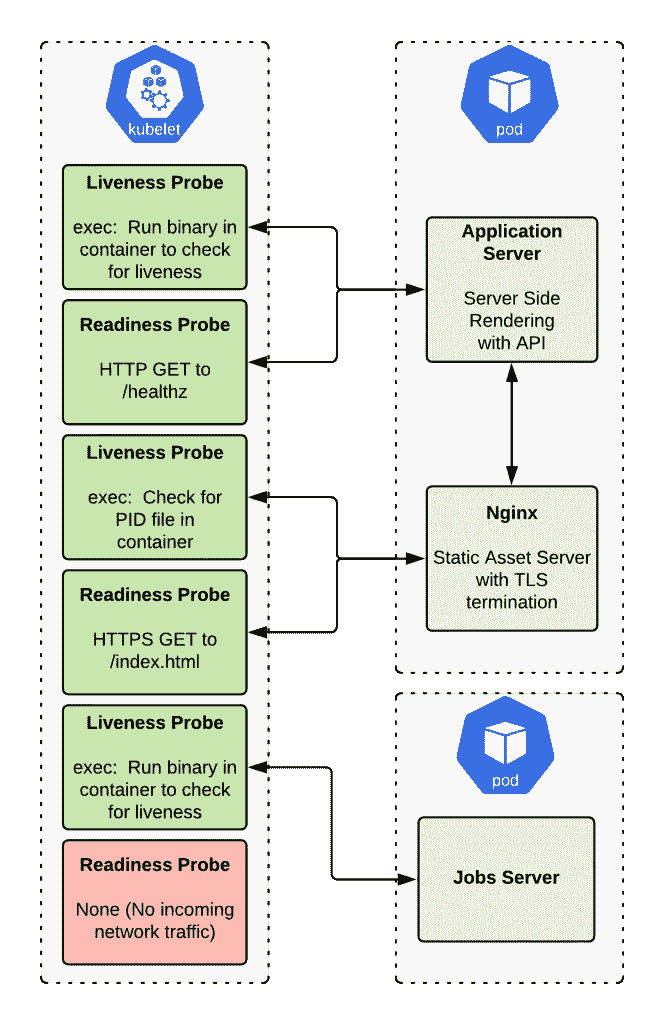 kubelet
Liveness Probe
exec:  Run binary in
container to check
for liveness
Readiness Probe
HTTP GET to
/healthz
Liveness Probe
exec:  Check for
PID file in
container
Readiness Probe
HTTPS GET to
/index.html
Liveness Probe
exec:  Run binary in
container to check
for liveness
Readiness Probe
None (No incoming
network traffic)
pod
Application
Server
Server Side
Rendering
with API
Nginx
Static Asset Server
with TLS
termination
pod
Jobs Server